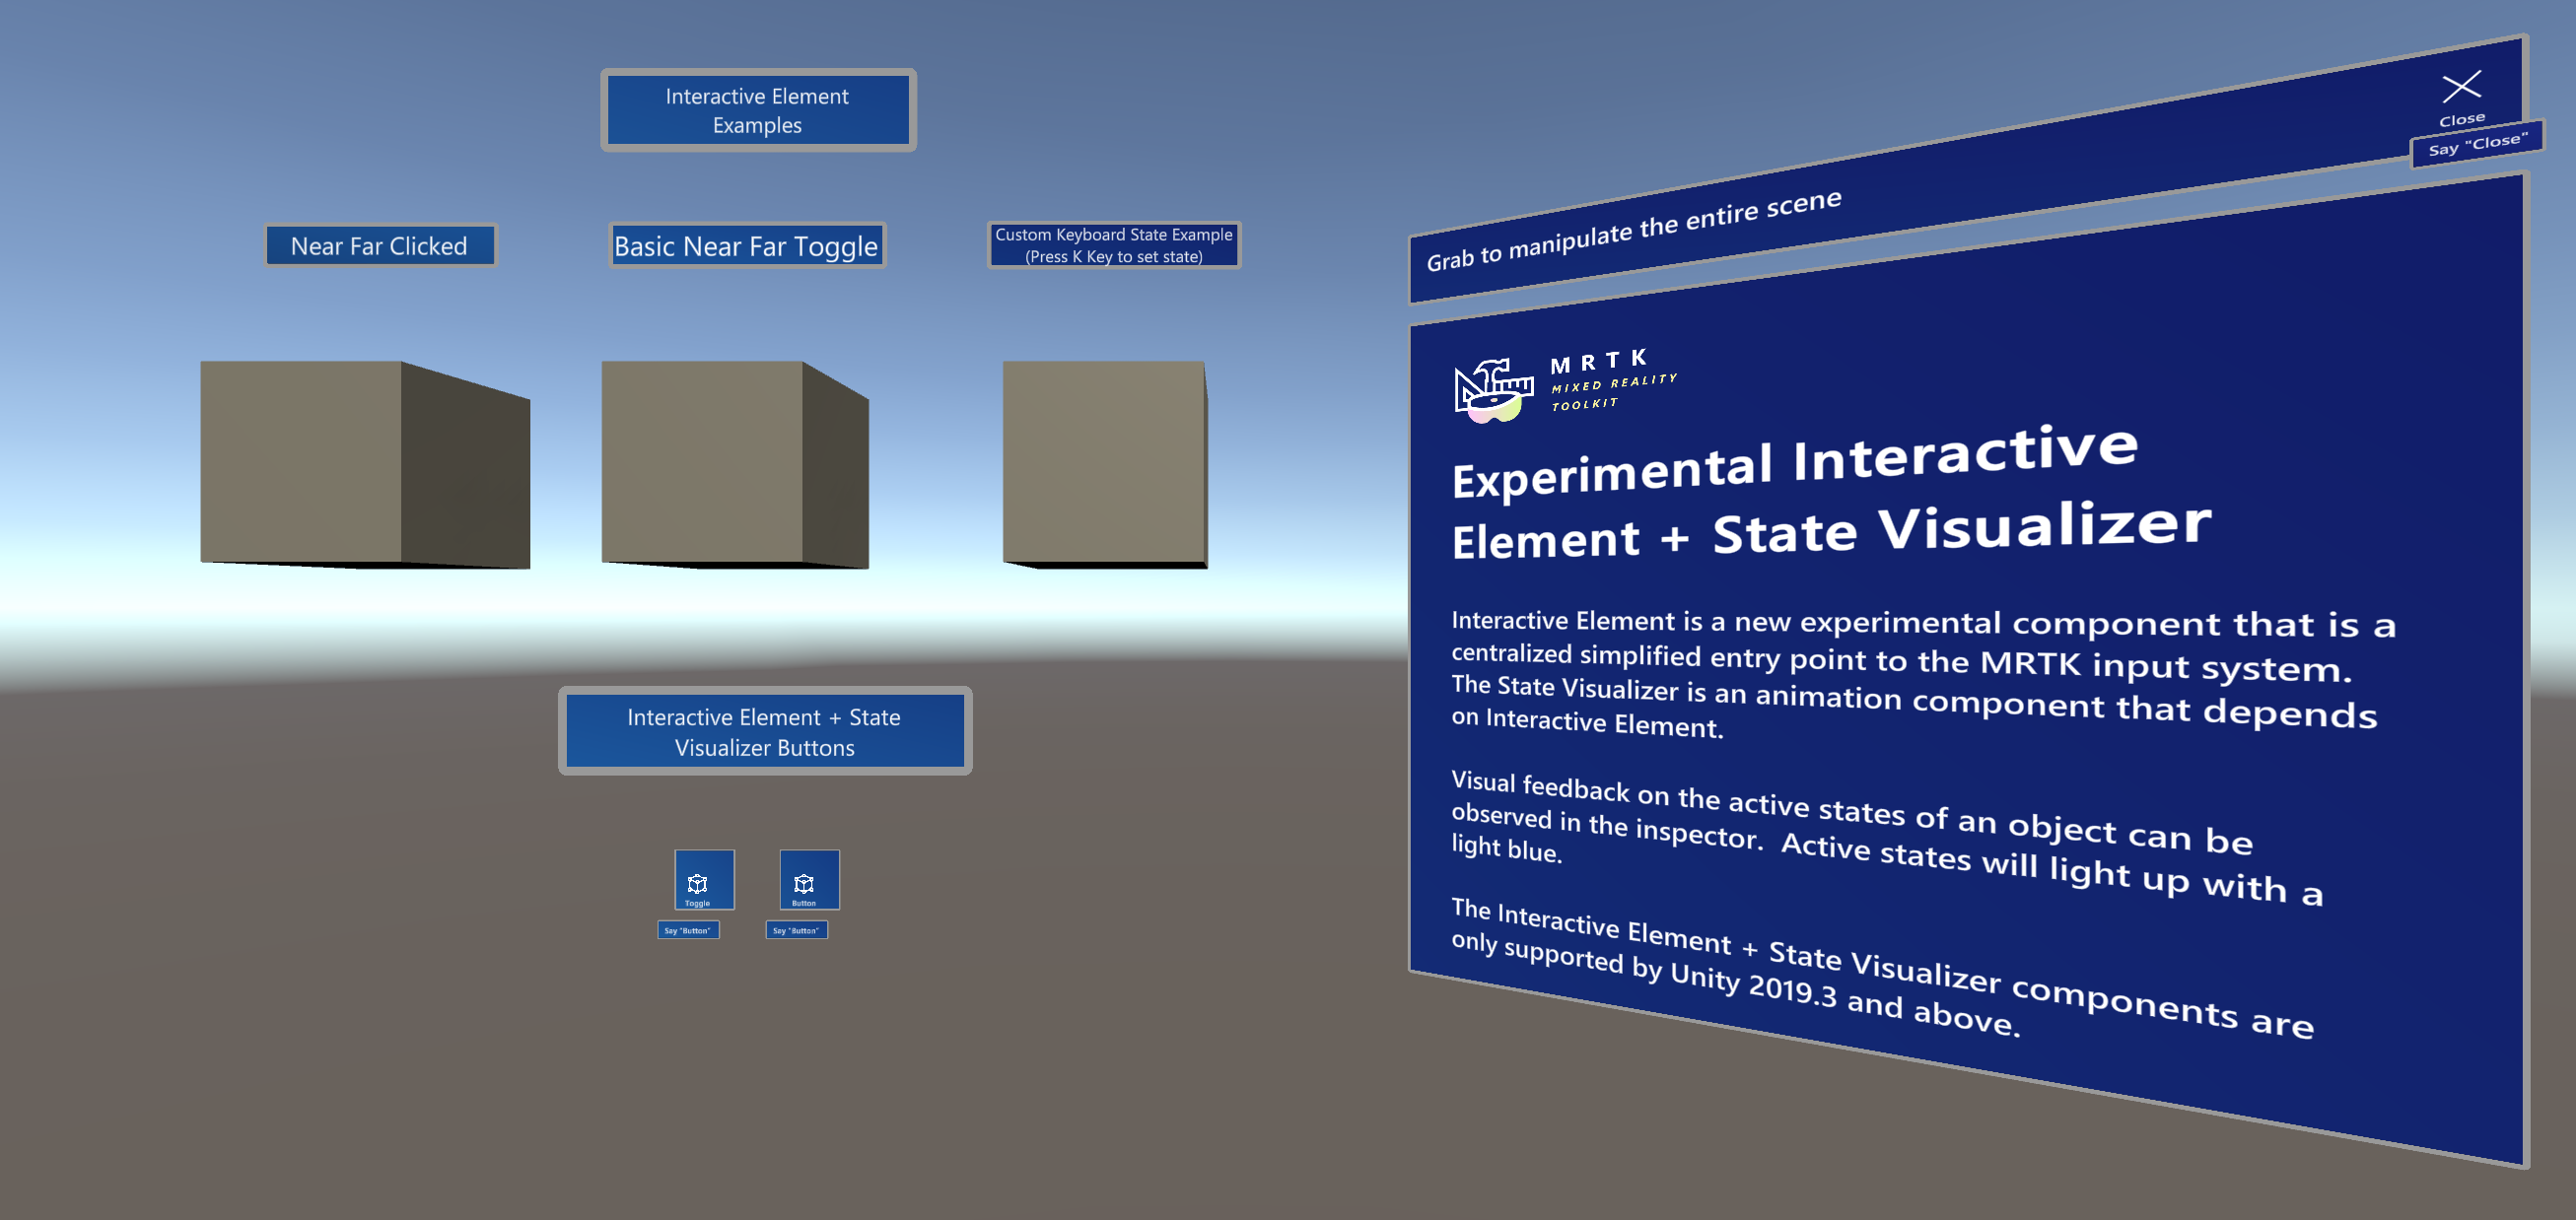 Interactive Element
Examples
Near Far Clicked
Basic Near Far Toggle
Custom Keyboard State Example
(Press K Key to set state)
Interactive Element + State
Visualizer Buttons
Toggle
Button
Say "Button"
Say "Button"
Close
Say "Close"
Grab to manipulate the entire scene
MRTK
MIXED REALITY
TOOLKIT
Experimental Interactive
Element + State Visualizer
Interactive Element is a new experimental component that is a
centralized simplified entry point to the MRTK input system.
The State Visualizer is an animation component that depends
on Interactive Element.
Visual feedback on the active states of an object can be
observed in the inspector.  Active states will light up with a
light blue.
The Interactive Element + State Visualizer components are
only supported by Unity 2019.3 and above.